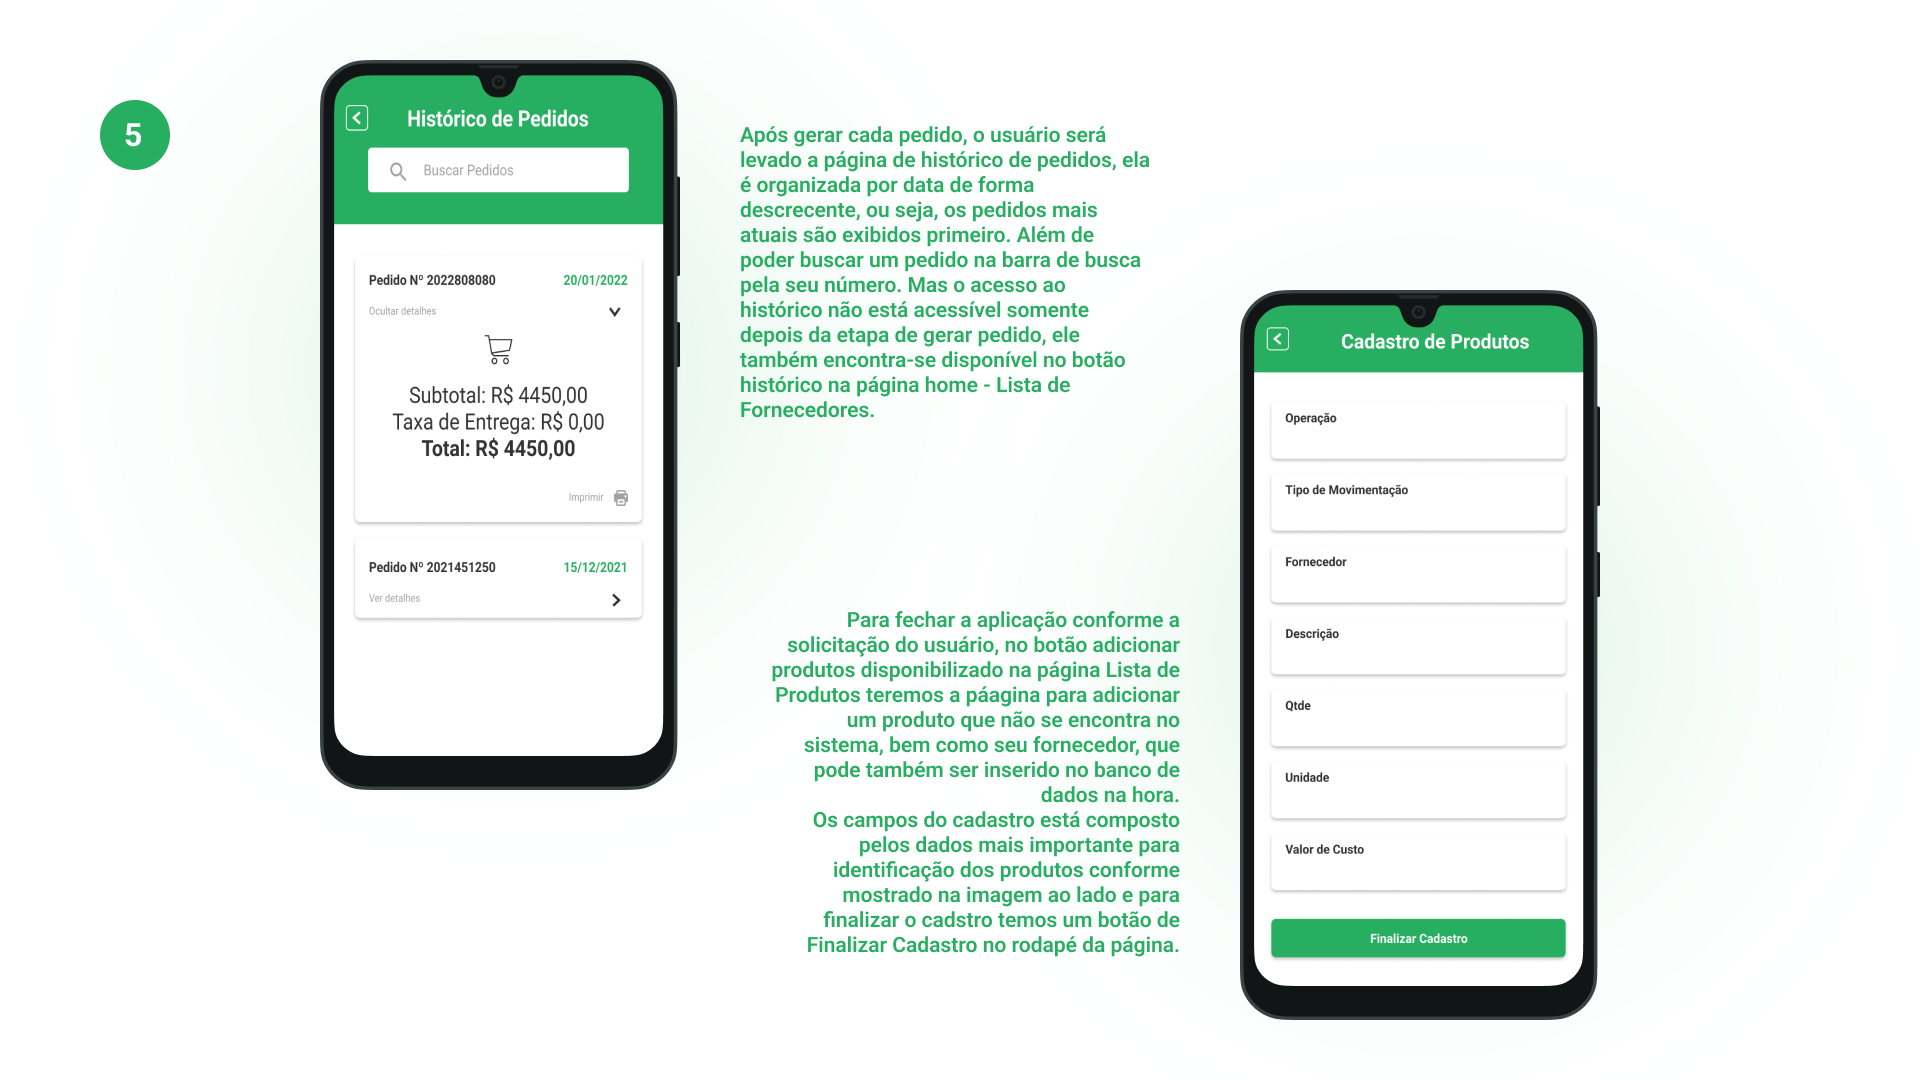 5
Histórico de Pedidos
Buscar Pedidos
Pedido Nº 2022808080
20/01/2022
Ocultar detalhes
Subtotal: R$ 4450,00
Taxa de Entrega: R$ 0,00
Total: R$ 4450,00
Imprimir
Pedido Nº 2021451250
15/12/2021
Ver detalhes
Após gerar cada pedido, o usuário será
levado a página de histórico de pedidos, ela
é organizada por data de forma
descrecente, ou seja, os pedidos mais
atuais são exibidos primeiro. Além de
poder buscar um pedido na barra de busca
pela seu número. Mas o acesso ao
histórico não está acessível somente
depois da etapa de gerar pedido, ele
também encontra-se disponível no botão
histórico na página home - Lista de
Fornecedores.
Para fechar a aplicação conforme a
solicitação do usuário, no botão adicionar
produtos disponibilizado na página Lista de
Produtos teremos a páagina para adicionar
um produto que não se encontra no
sistema, bem como seu fornecedor, que
pode também ser inserido no banco de
dados na hora.
Os campos do cadastro está composto
pelos dados mais importante para
identificação dos produtos conforme
mostrado na imagem ao lado e para
finalizar o cadstro temos um botão de
Finalizar Cadastro no rodapé da página.
Cadastro de Produtos
Operação
Tipo de Movimentação
Fornecedor
Descrição
Qtde
Unidade
Valor de Custo
Finalizar Cadastro